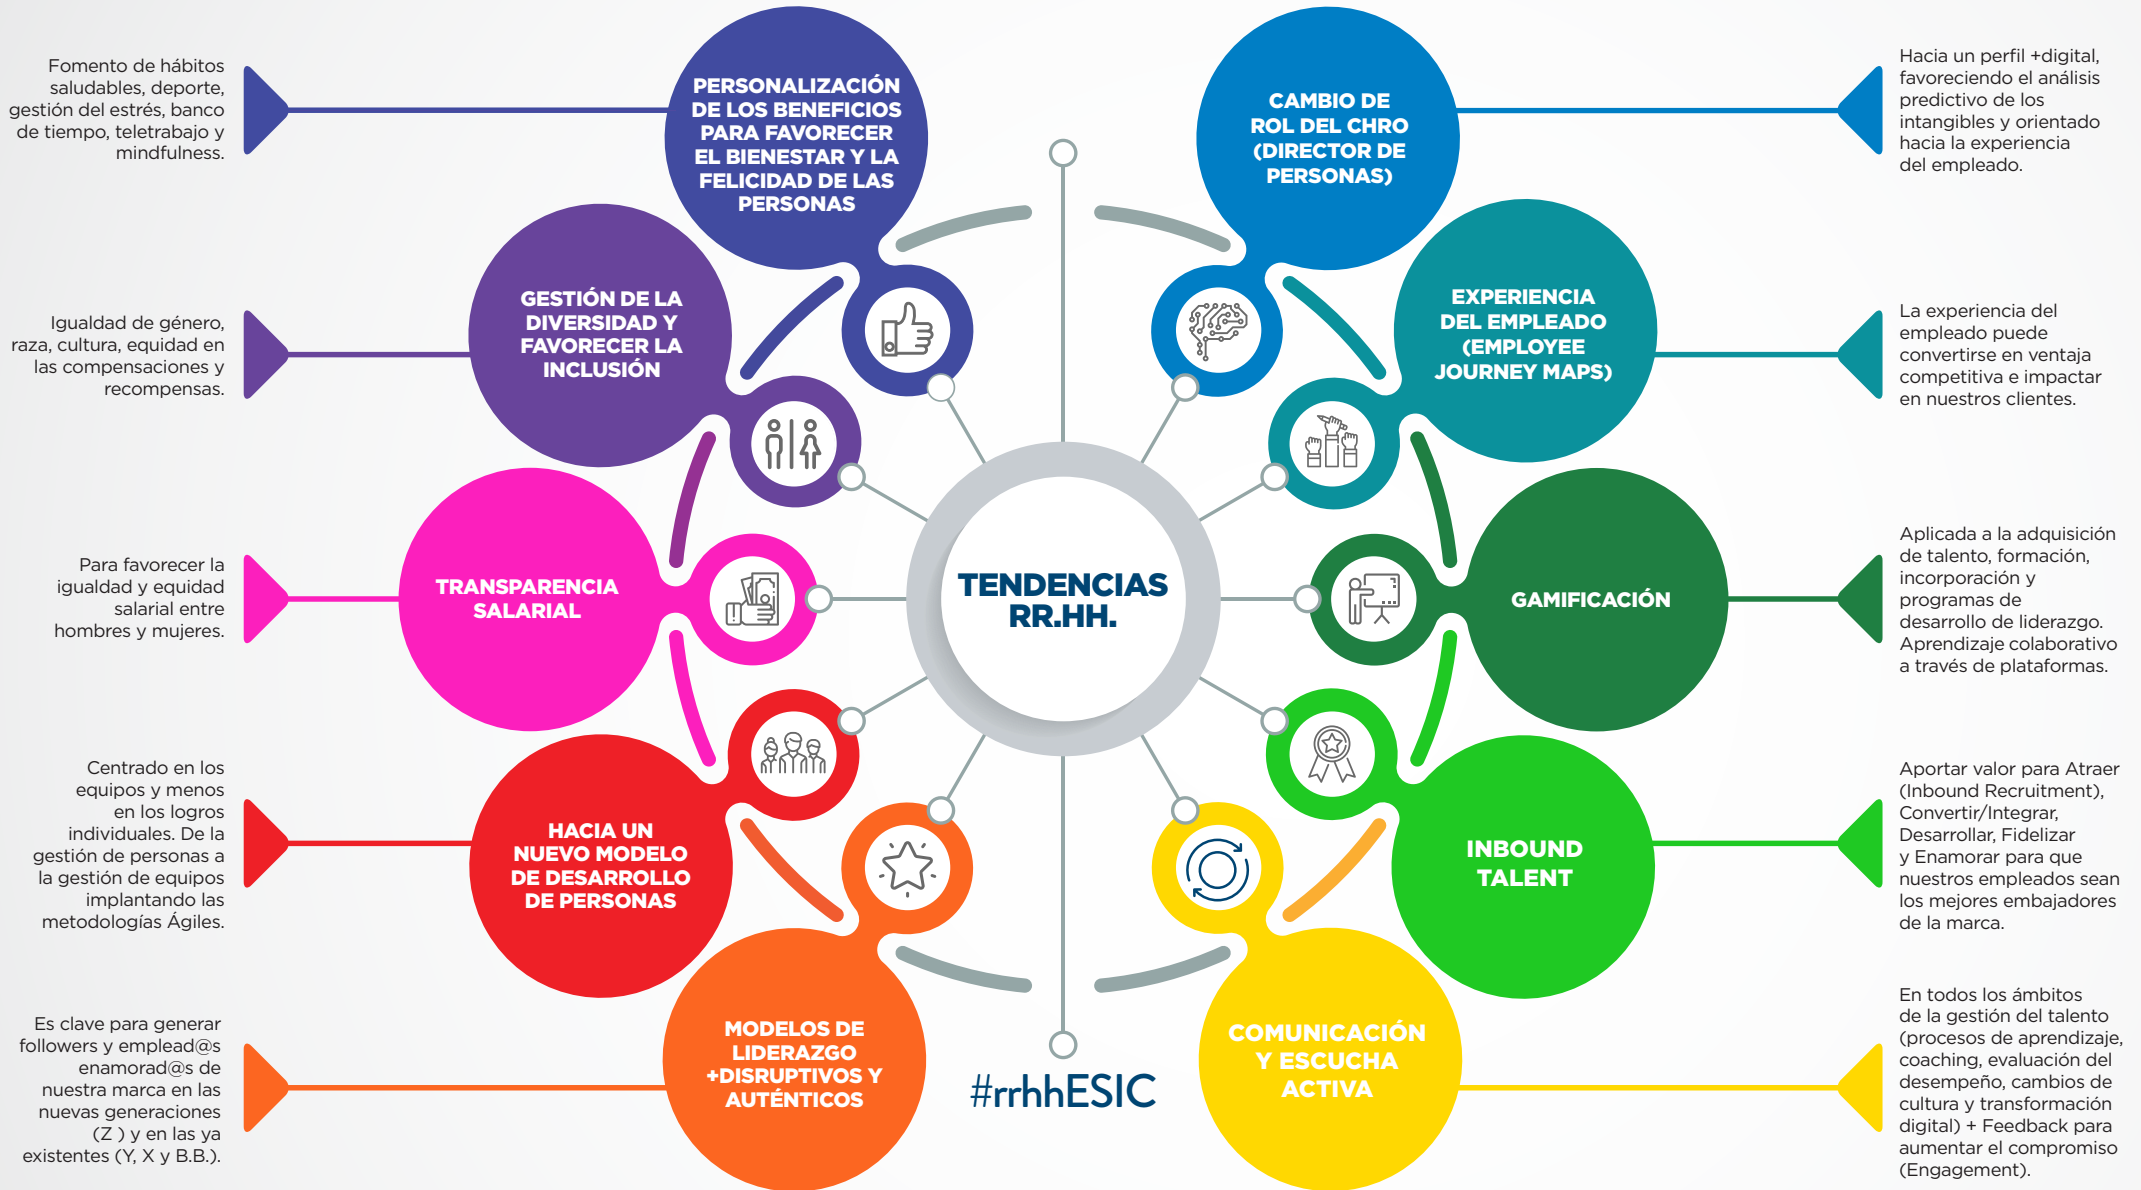 Fomento de hábitos
saludables, deporte,
gestión del estrés, banco
de tiempo, teletrabajo y
mindfulness.
PERSONALIZACIÓN
DE LOS BENEFICIOS
PARA FAVORECER
EL BIENESTAR Y LA
FELICIDAD DE LAS
PERSONAS
CAMBIO DE
ROL DEL CHRO
(DIRECTOR DE
PERSONAS)
Hacia un perfil +digital,
favoreciendo el análisis
predictivo de los
intangibles y orientado
hacia la experiencia
del empleado.
Igualdad de género,
raza, cultura, equidad en
las compensaciones y
recompensas.
GESTIÓN DE LA
DIVERSIDAD Y
FAVORECER LA
INCLUSIÓN
EXPERIENCIA
DEL EMPLEADO
(EMPLOYEE
JOURNEY MAPS)
La experiencia del
empleado puede
convertirse en ventaja
competitiva e impactar
en nuestros clientes.
Para favorecer la
igualdad y equidad
salarial entre
hombres y mujeres.
TRANSPARENCIA
SALARIAL
TENDENCIAS
RR.HH.
GAMIFICACIÓN
Aplicada a la adquisición
de talento, formación,
incorporación y
programas de
desarrollo de liderazgo.
Aprendizaje colaborativo
a través de plataformas.
Centrado en los
equipos y menos
en los logros
individuales. De la
gestión de personas a
la gestión de equipos
implantando las
metodologías Ágiles.
HACIA UN
NUEVO MODELO
DE DESARROLLO
DE PERSONAS
INBOUND
TALENT
Aportar valor para Atraer
(Inbound Recruitment),
Convertir/Integrar,
Desarrollar, Fidelizar
y Enamorar para que
nuestros empleados sean
los mejores embajadores
de la marca.
Es clave para generar
followers y emplead@s
enamorad@s de
nuestra marca en las
nuevas generaciones
(Z ) y en las ya
existentes (Y, X y B.B.).
MODELOS DE
LIDERAZGO
+DISRUPTIVOS Y
AUTÉNTICOS
#rrhhESIC
COMUNICACIÓN
Y ESCUCHA
ACTIVA
En todos los ámbitos
de la gestión del talento
(procesos de aprendizaje,
coaching, evaluación del
desempeño, cambios de
cultura y transformación
digital) + Feedback para
aumentar el compromiso
(Engagement).